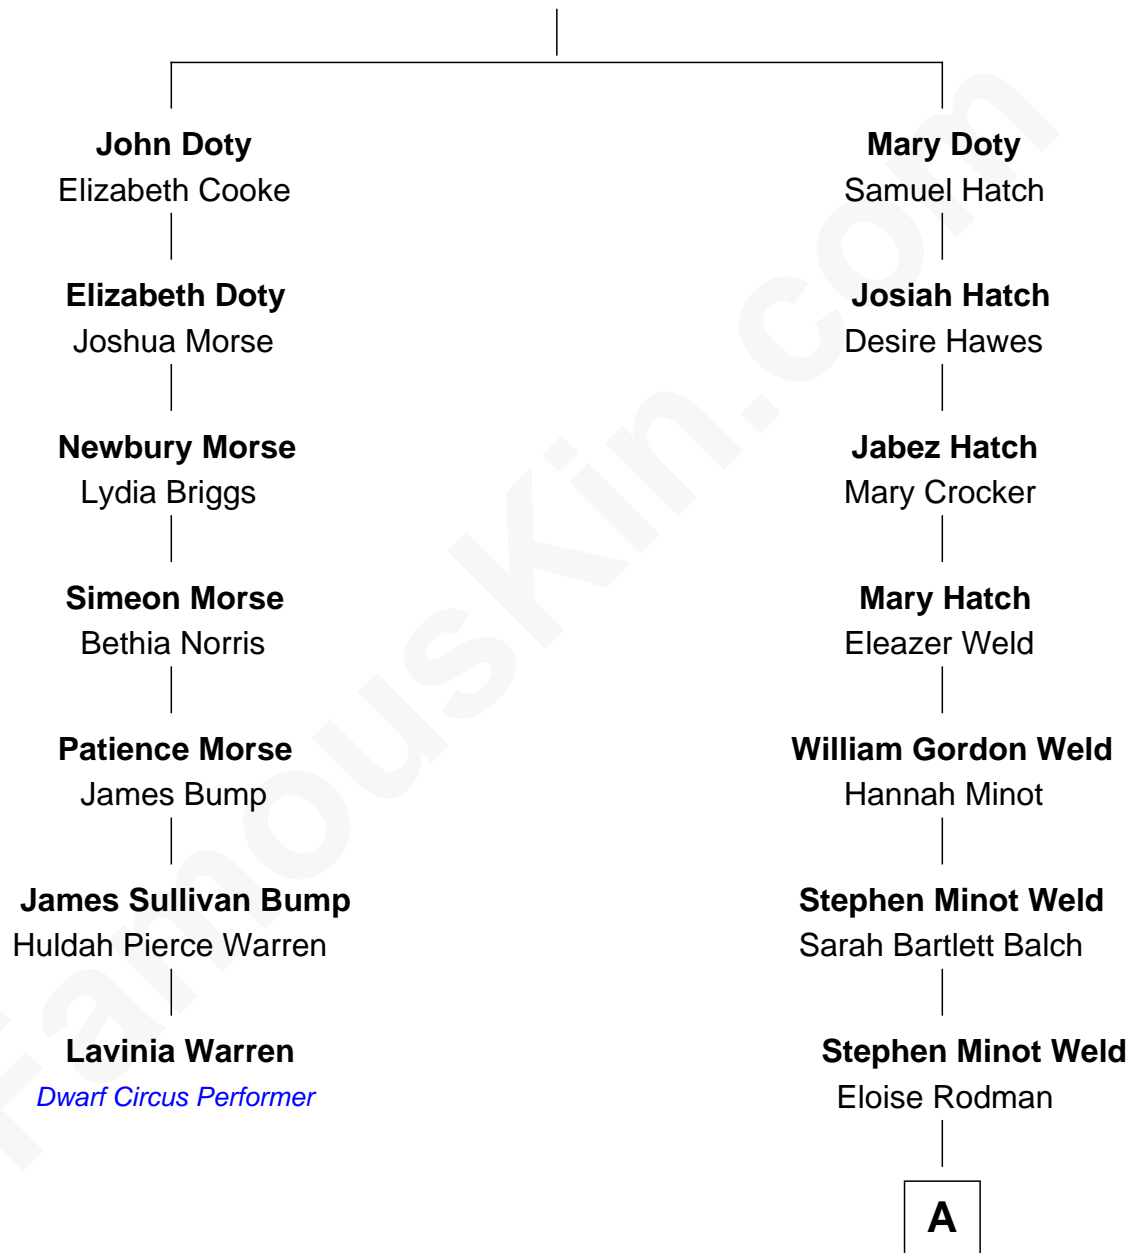 John Doty
Elizabeth Cooke
Elizabeth Doty
Joshua Morse
Newbury Morse
Lydia Briggs
Simeon Morse
Bethia Norris
Patience Morse
James Bump
James Sullivan Bump
Huldah Pierce Warren
Lavinia Warren
Dwarf Circus Performer
Mary Doty
Samuel Hatch
Josiah Hatch
Desire Hawes
Jabez Hatch
Mary Crocker
Mary Hatch
Eleazer Weld
William Gordon Weld
Hannah Minot
Stephen Minot Weld
Sarah Bartlett Balch
Stephen Minot Weld
Eloise Rodman
A
FamousKin.com